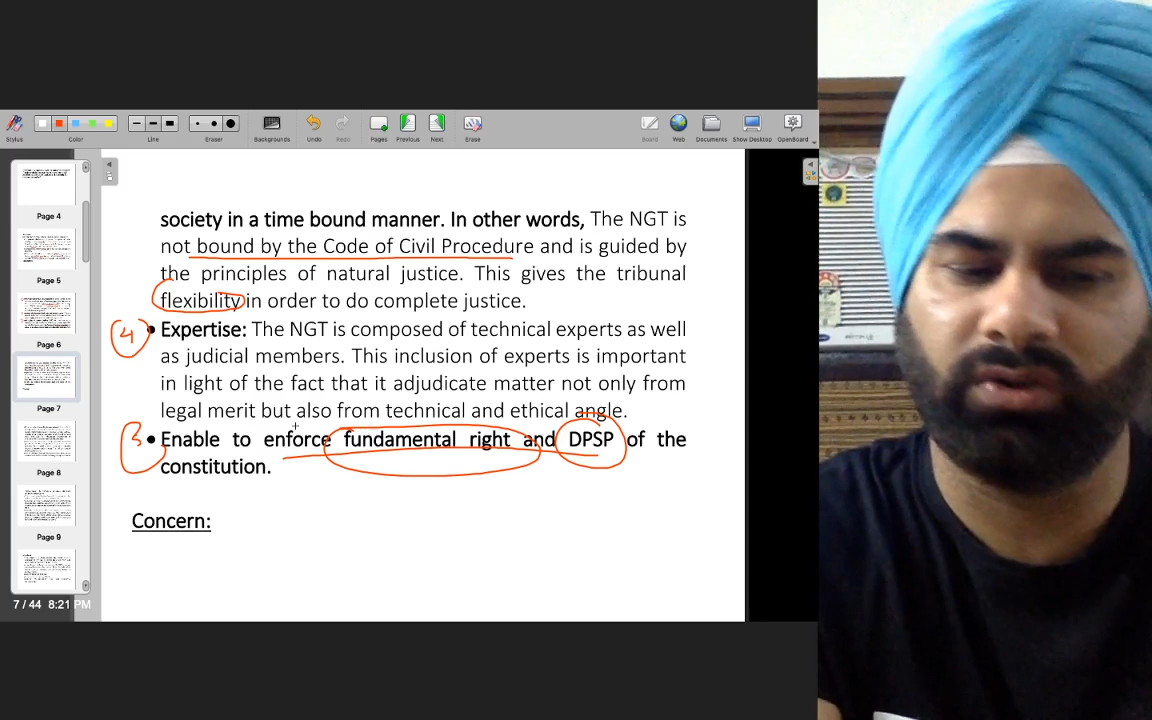 Stylus
Color
Line
Eraser
Backgrounds
Undo
Redo
Pages
Previous
Next
Erase
Board
Web
Documents
Show Desktop
OpenBoard
Page 4
Page 5
Page 6
Page 7
Page 8
Page 9
7 / 44 8:21 PM
society in a time bound manner. In other words, The NGT is
not bound by the Code of Civil Procedure and is guided by
the principles of natural justice. This gives the tribunal
flexibility in order to do complete justice.
4 • Expertise: The NGT is composed of technical experts as well
as judicial members. This inclusion of experts is important
in light of the fact that it adjudicate matter not only from
legal merit but also from technical and ethical angle.
• Enable to enforce fundamental right and DPSP of the
constitution.
Concern: